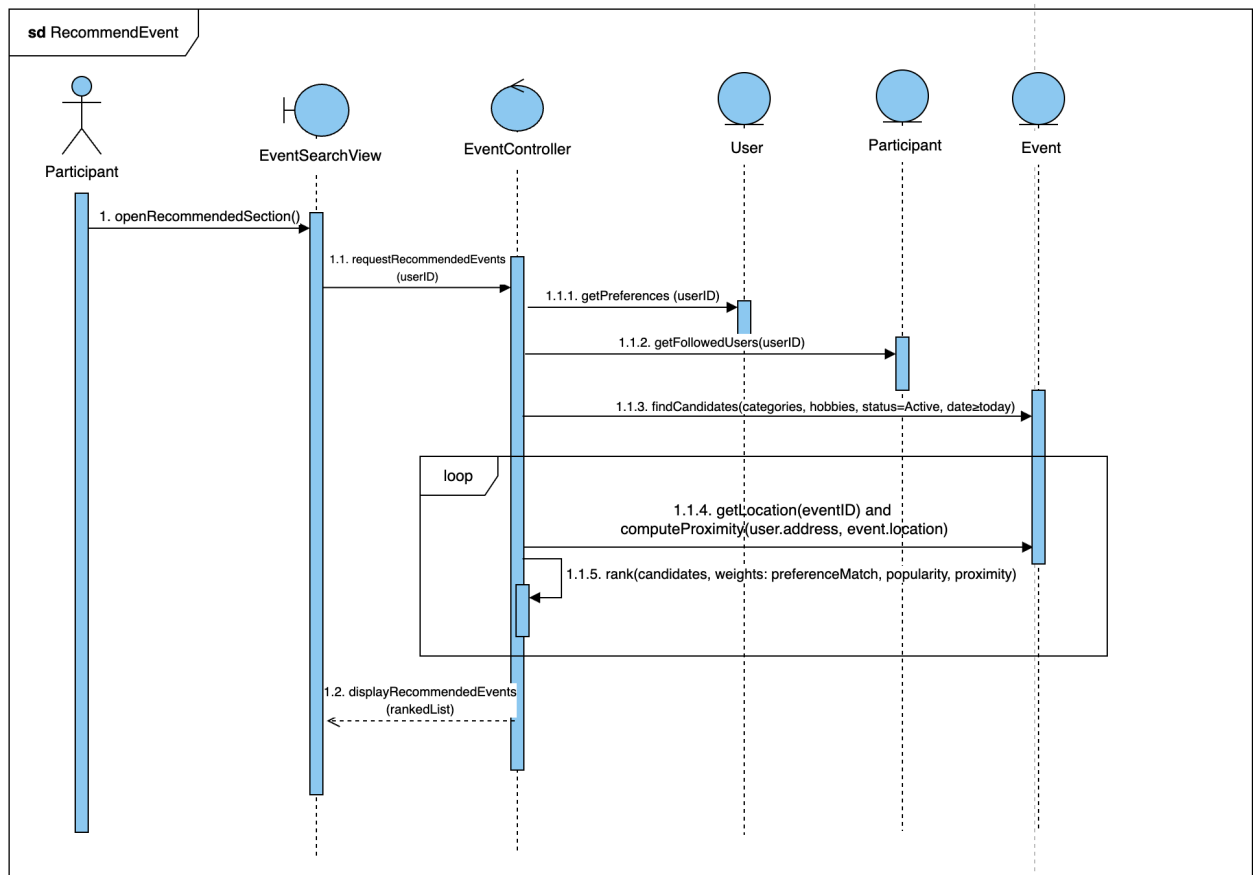 sd RecommendEvent
Participant
EventSearchView
EventController
User
Participant
Event
1. openRecommendedSection()
1.1. requestRecommendedEvents
(userID)
1.1.1. getPreferences (userID)
1.1.2. getFollowedUsers(userID)
1.1.3. findCandidates(categories, hobbies, status=Active, date≥today)
loop
1.1.4. getLocation(eventID) and
computeProximity(user.address, event.location)
1.1.5. rank(candidates, weights: preferenceMatch, popularity, proximity)
1.2. displayRecommendedEvents
(rankedList)